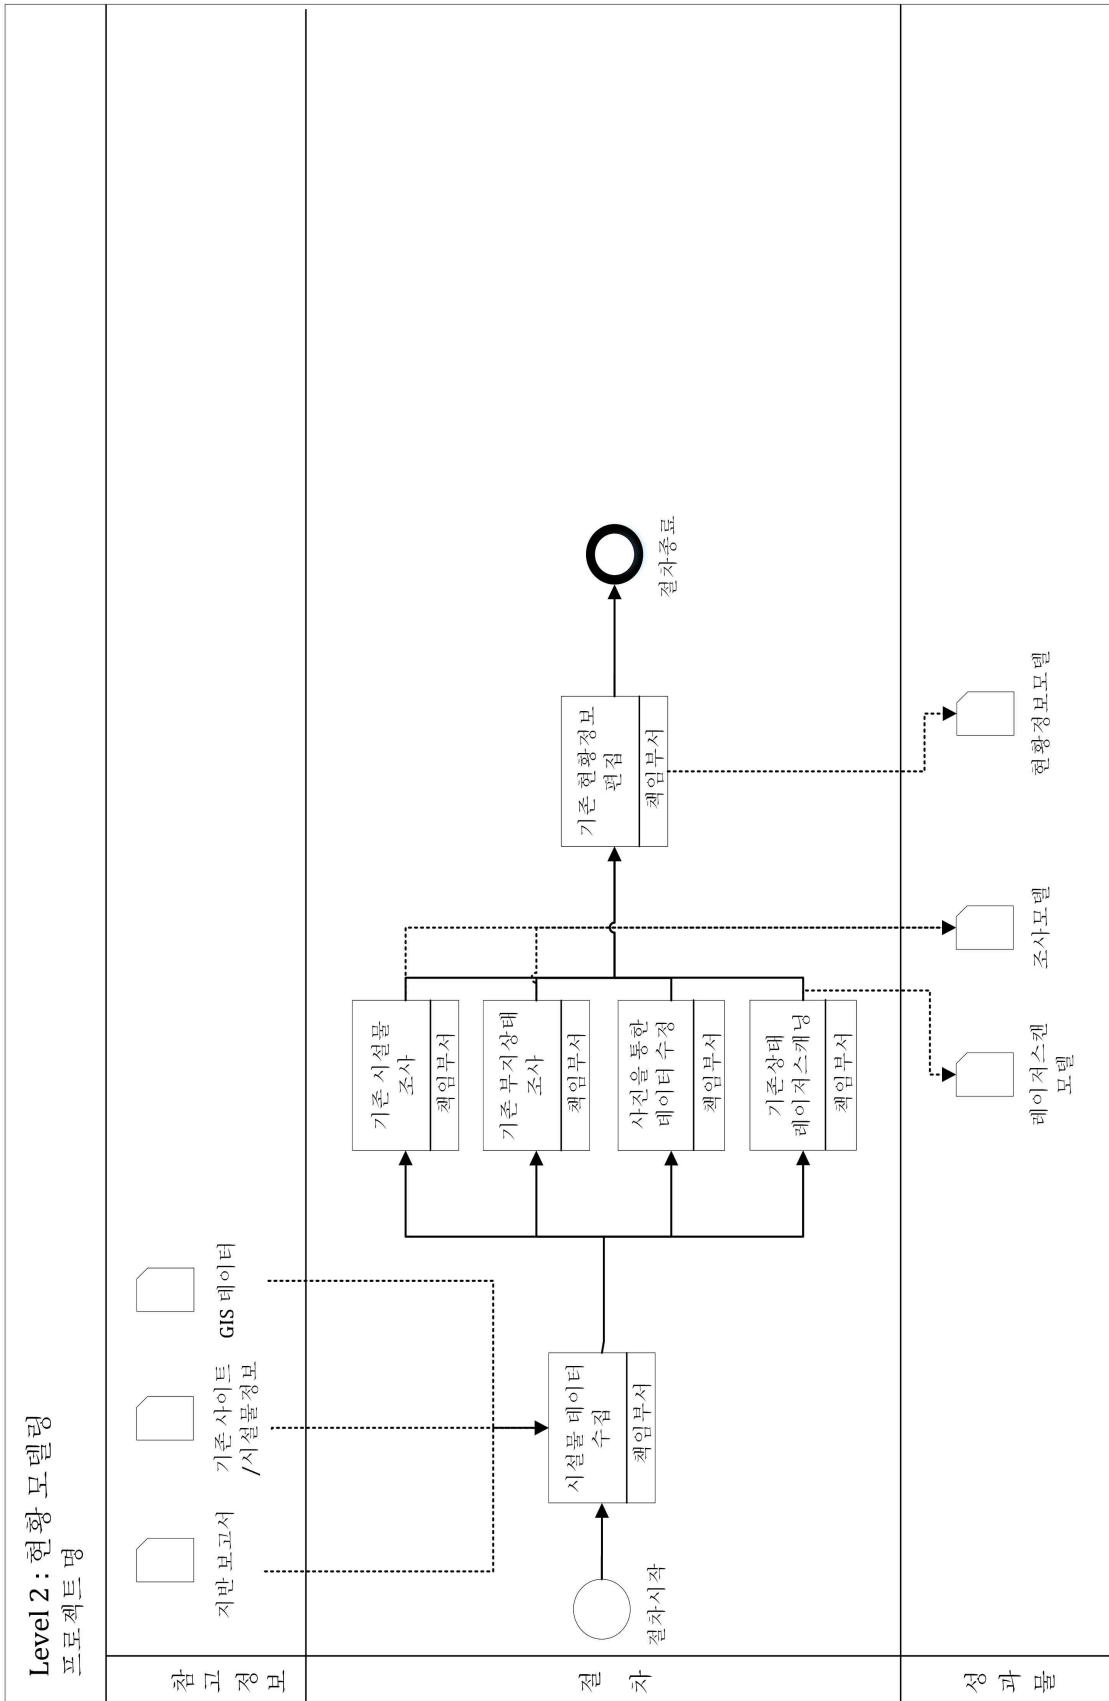 Level 2 : 현황 모델링
프로젝트 명
참고정보
지반 보고서
기존 사이트
/시설물정보
GIS 데이터
절차
절차시작
시설물 데이터
수집
책임부서
기존 시설물
조사
책임부서
기존 부지상태
조사
책임부서
사진을 통한
데이터 수정
책임부서
기존상태
레이저스캐닝
책임부서
기존 현황정보
편집
책임부서
절차종료
성과물
레이저스캔
모델
조사모델
현황정보모델